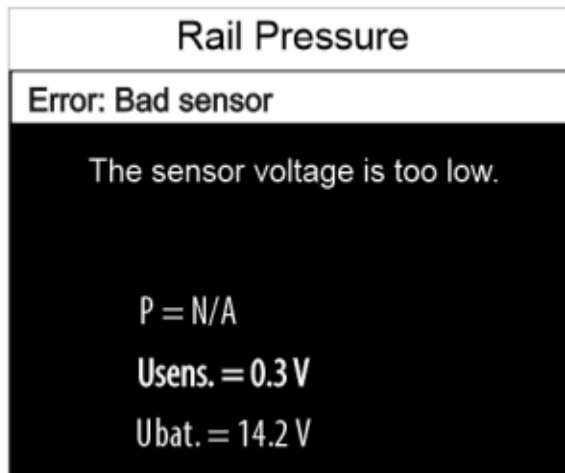 Rail Pressure
Error: Bad sensor
The sensor voltage is too low.
P = N/A
Usens. = 0.3 V
Ubat. = 14.2 V